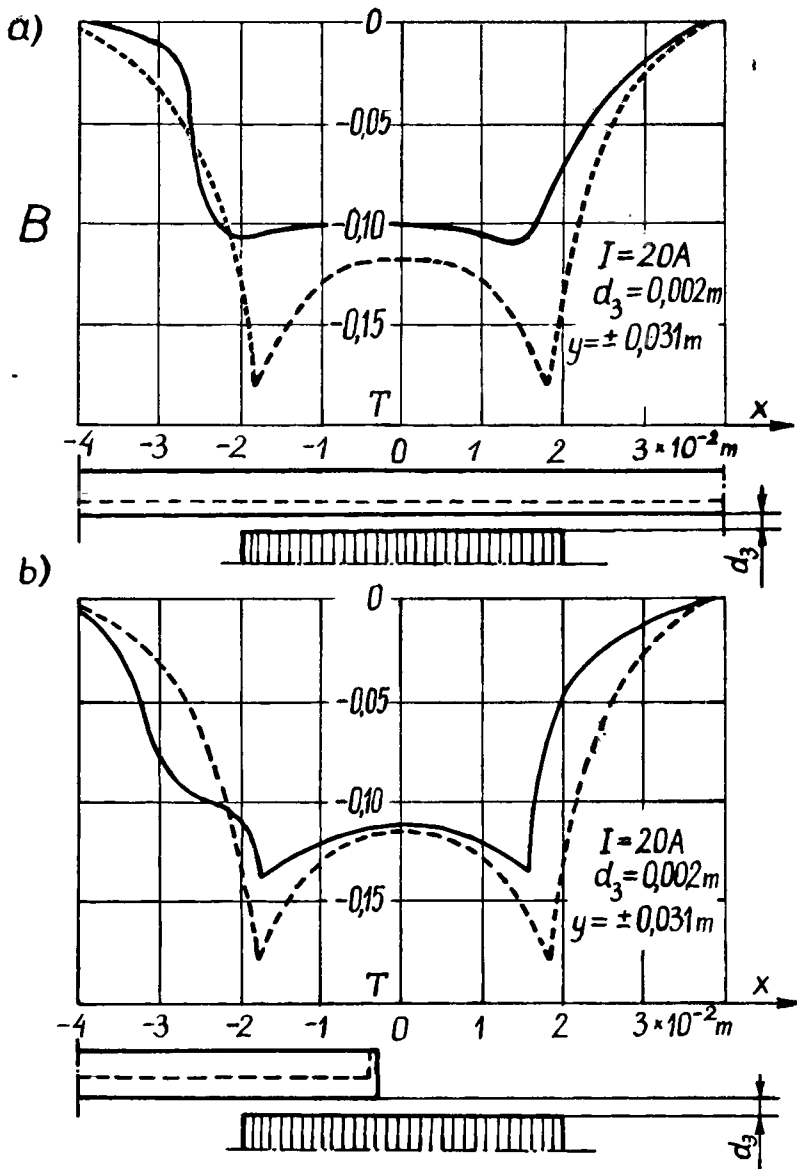 a)
0
-0,05
-0,10
-0,15
B
T
I = 20A
d₃ = 0,002m
y = ± 0,031m
x
-4 -3 -2 -1 0 1 2 3 × 10⁻² m
d₃
b)
0
-0,05
-0,10
-0,15
T
I = 20A
d₃ = 0,002m
y = ± 0,031m
x
-4 -3 -2 -1 0 1 2 3 × 10⁻² m
d₃